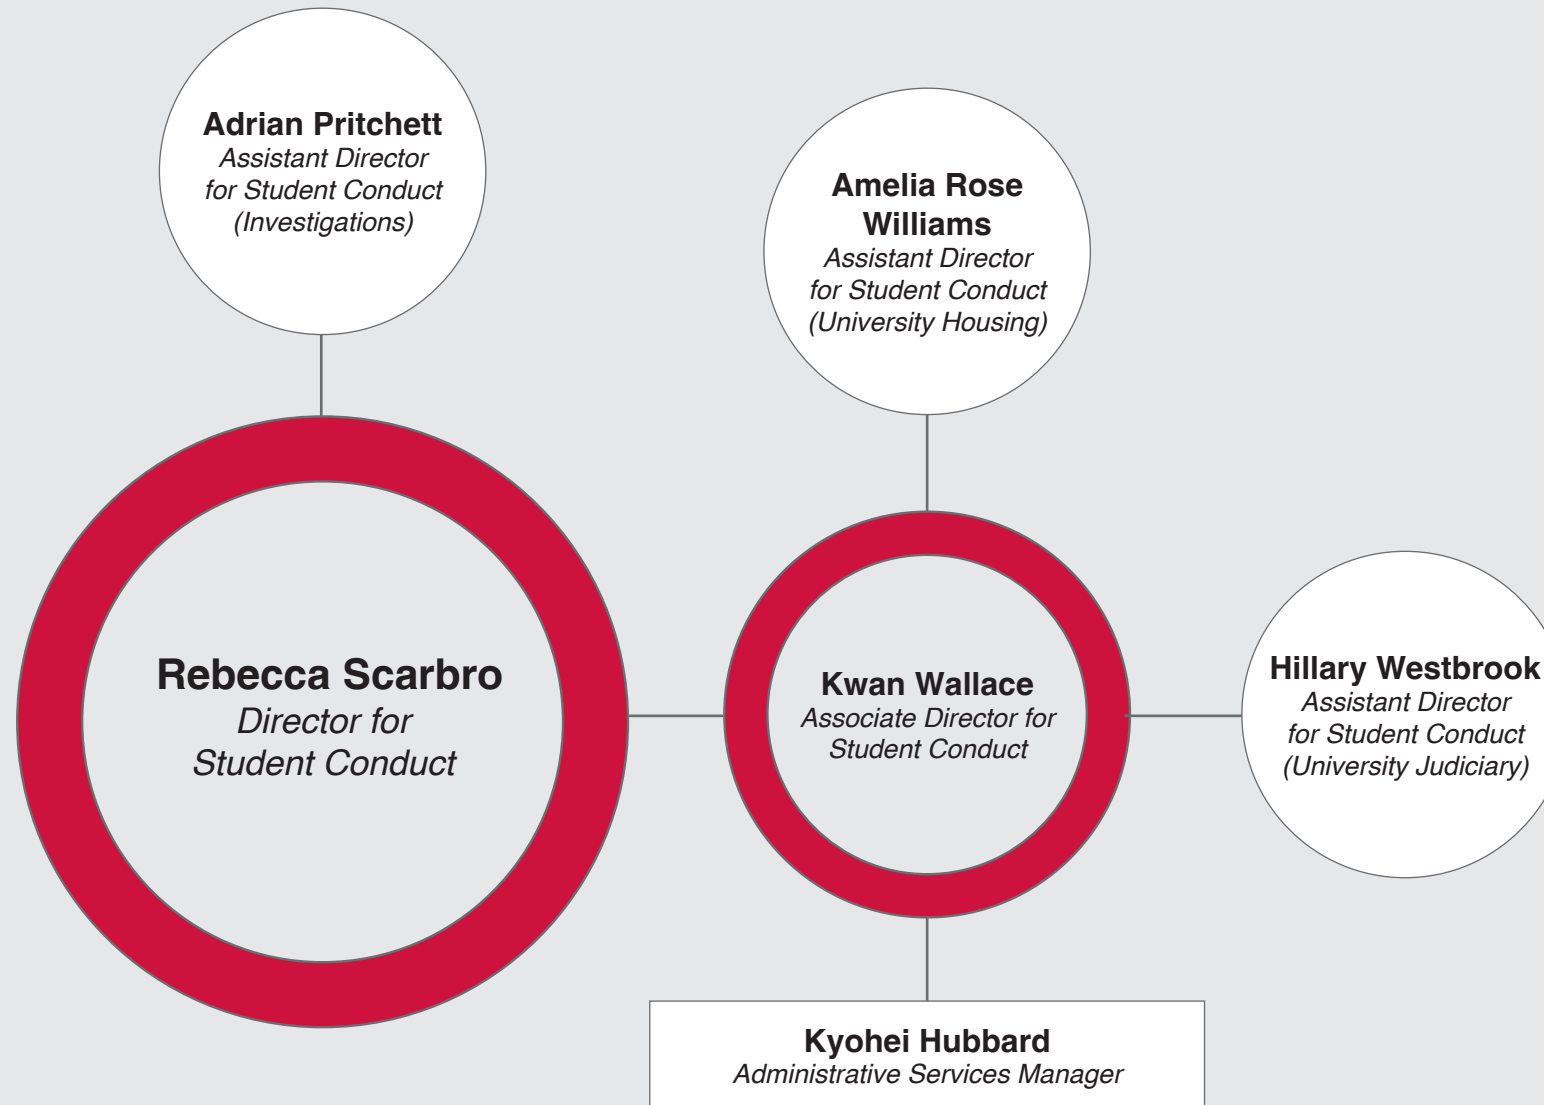 Adrian Pritchett
Assistant Director
for Student Conduct
(Investigations)
Amelia Rose
Williams
Assistant Director
for Student Conduct
(University Housing)
Rebecca Scarbro
Director for
Student Conduct
Kwan Wallace
Associate Director for
Student Conduct
Hillary Westbrook
Assistant Director
for Student Conduct
(University Judiciary)
Kyohei Hubbard
Administrative Services Manager